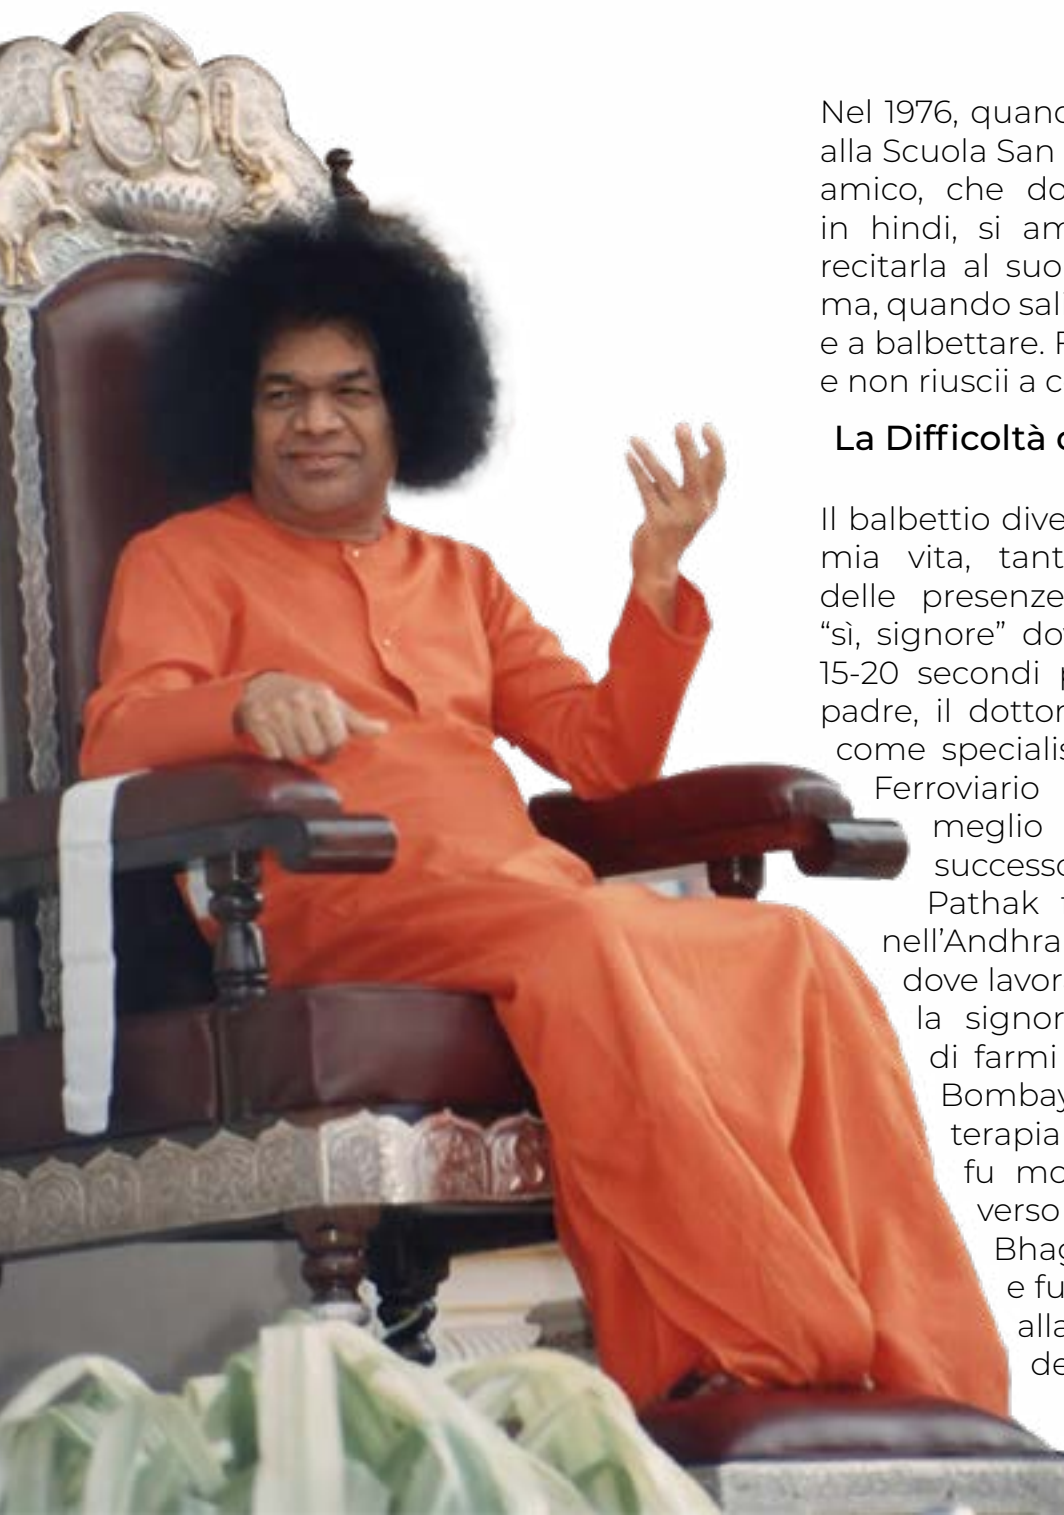 Nel 1976, quand
alla Scuola San
amico, che do
in hindi, si am
recitarla al suo
ma, quando sal
e a balbettare.
e non riuscii a c
La Difficoltà
Il balbettio dive
mia vita, tant
delle presenze
“sì, signore” do
15-20 secondi
padre, il dottor
come specialis
Ferroviario
meglio
success
Pathak
nell’Andhra
dove lavor
la signor
di farmi
Bombay
terapia
fu mo
verso
Bhag
e fu
alla
de